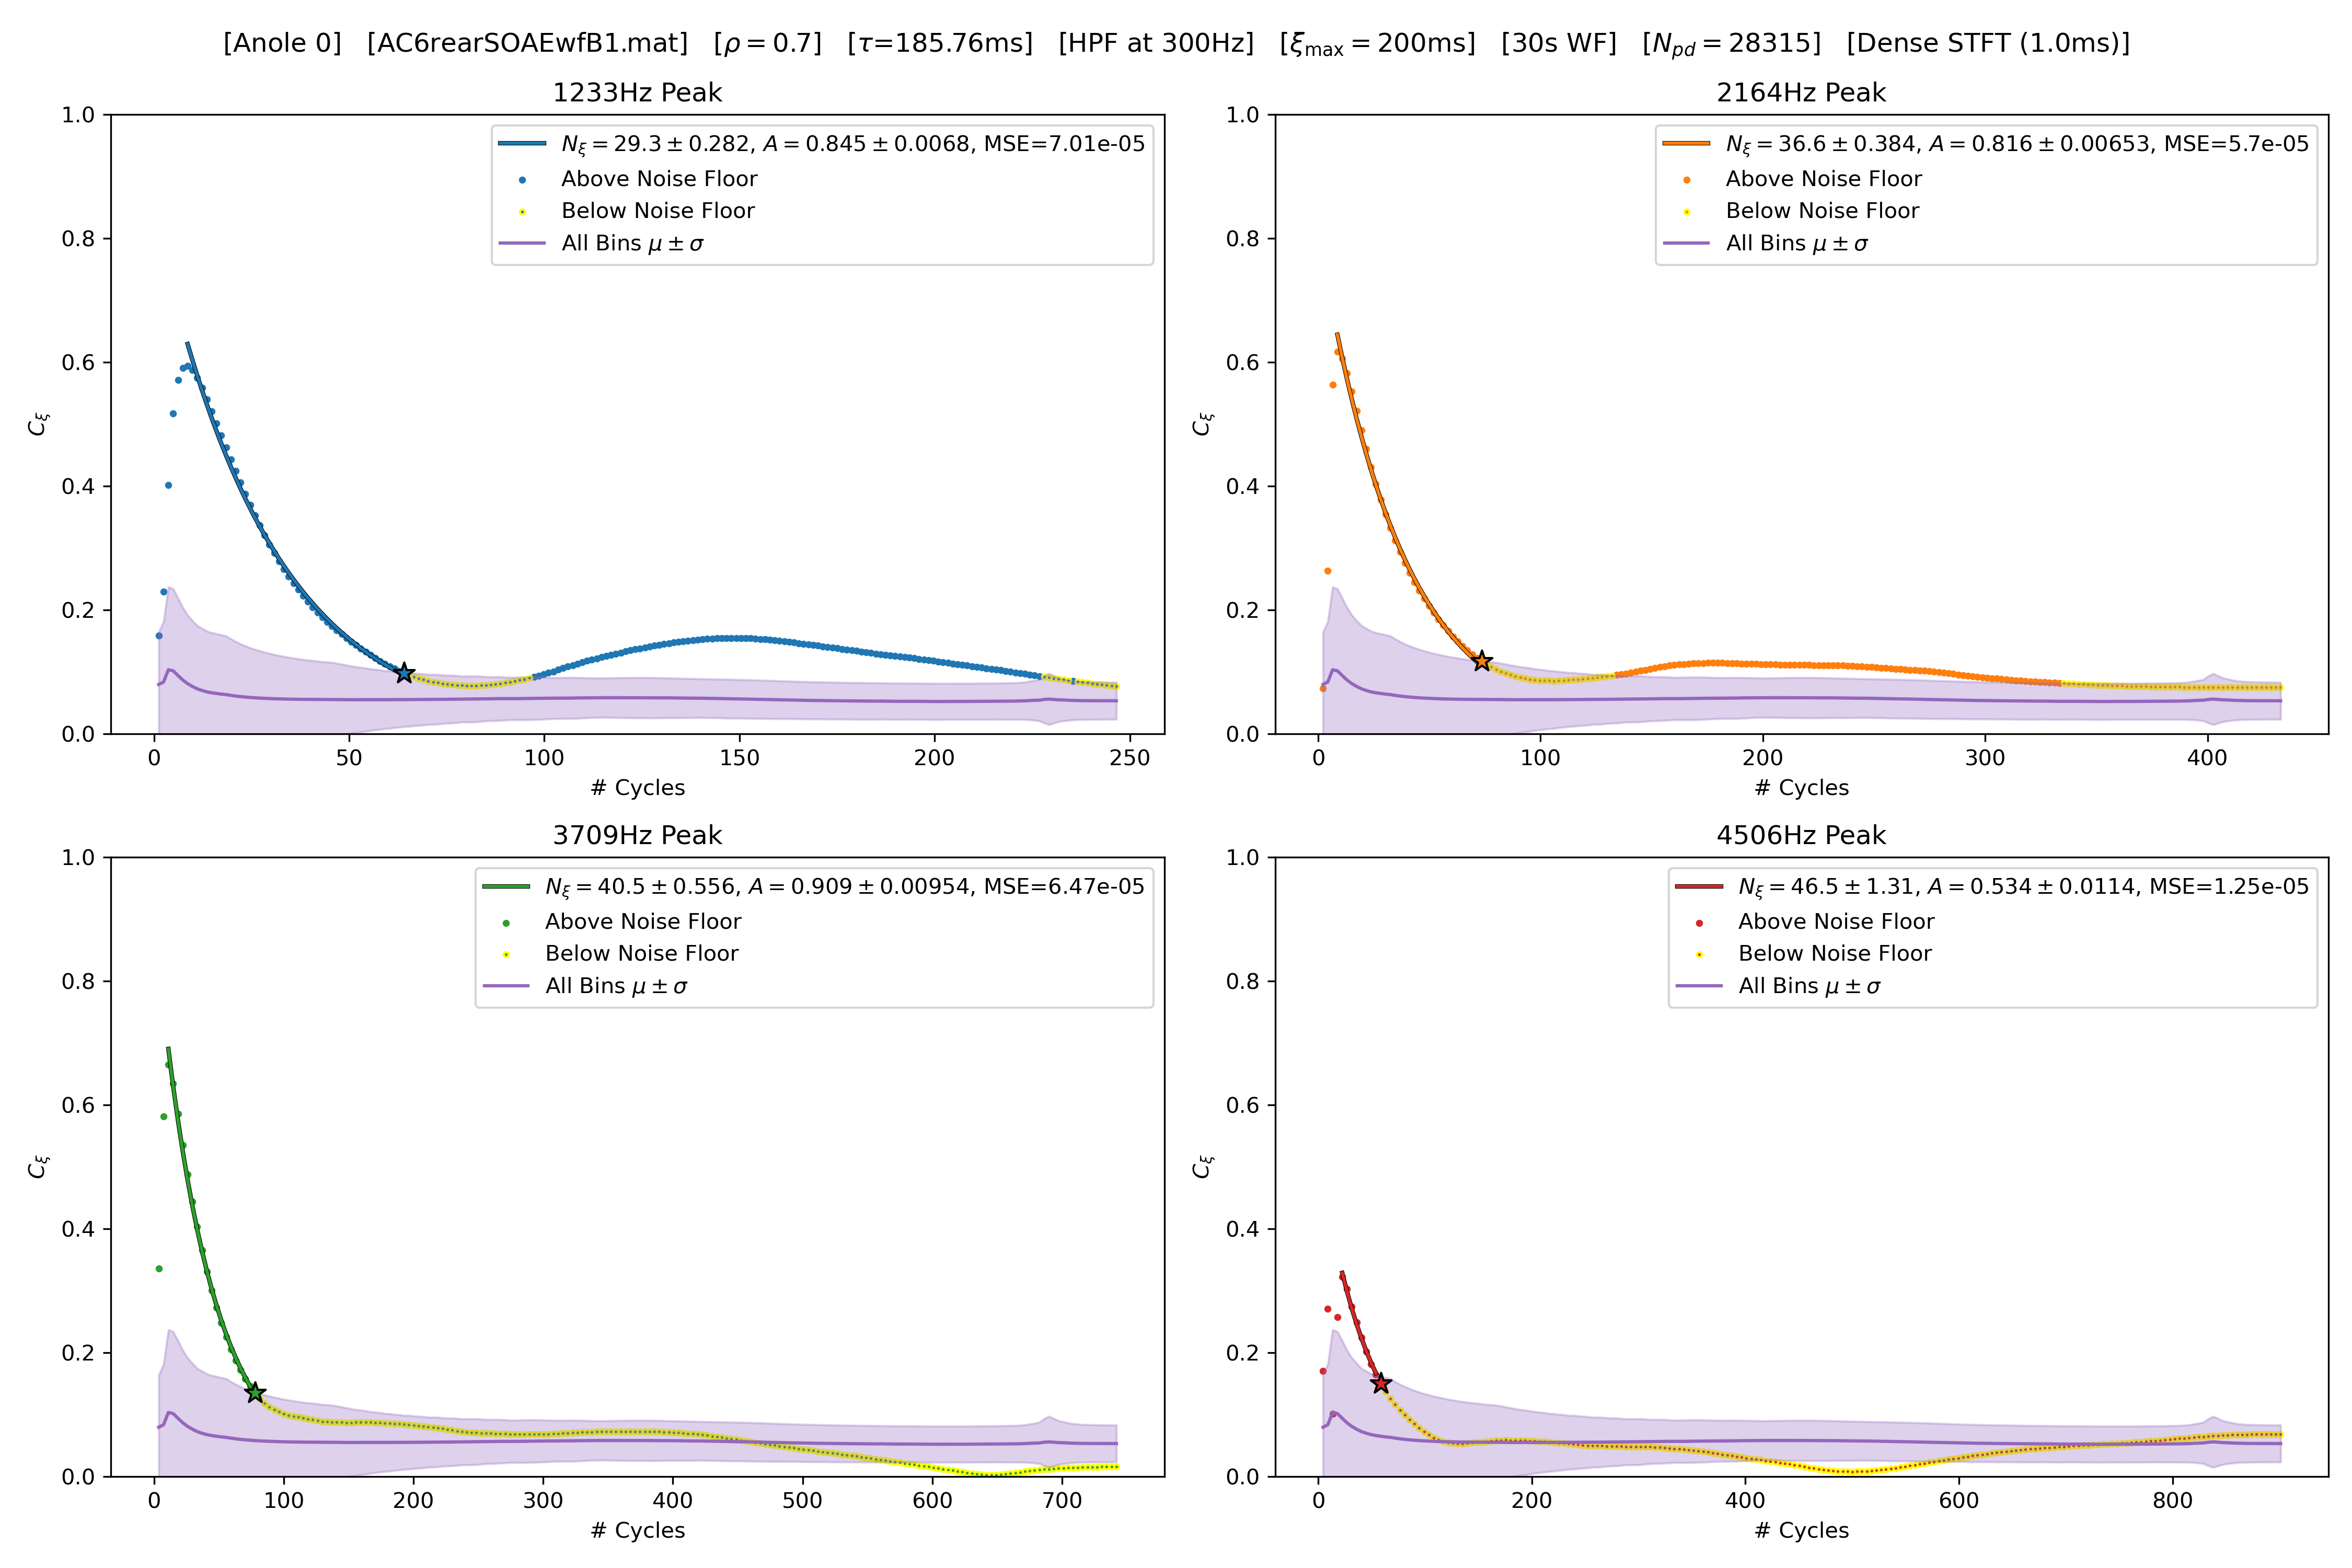 [Anole 0] [AC6rearSOAEwfB1.mat] [ρ = 0.7] [τ=185.76ms] [HPF at 300Hz] [ξmax = 200ms] [30s WF] [Npd = 28315] [Dense STFT (1.0ms)]
1233Hz Peak
Nξ = 29.3 ± 0.282, A = 0.845 ± 0.0068, MSE=7.01e-05
Above Noise Floor
Below Noise Floor
All Bins μ ± σ
1.0
0.8
0.6
0.4
0.2
0.0
Cξ
0 50 100 150 200 250
# Cycles
2164Hz Peak
Nξ = 36.6 ± 0.384, A = 0.816 ± 0.00653, MSE=5.7e-05
Above Noise Floor
Below Noise Floor
All Bins μ ± σ
1.0
0.8
0.6
0.4
0.2
0.0
Cξ
0 100 200 300 400
# Cycles
3709Hz Peak
Nξ = 40.5 ± 0.556, A = 0.909 ± 0.00954, MSE=6.47e-05
Above Noise Floor
Below Noise Floor
All Bins μ ± σ
1.0
0.8
0.6
0.4
0.2
0.0
Cξ
0 100 200 300 400 500 600 700
# Cycles
4506Hz Peak
Nξ = 46.5 ± 1.31, A = 0.534 ± 0.0114, MSE=1.25e-05
Above Noise Floor
Below Noise Floor
All Bins μ ± σ
1.0
0.8
0.6
0.4
0.2
0.0
Cξ
0 200 400 600 800
# Cycles